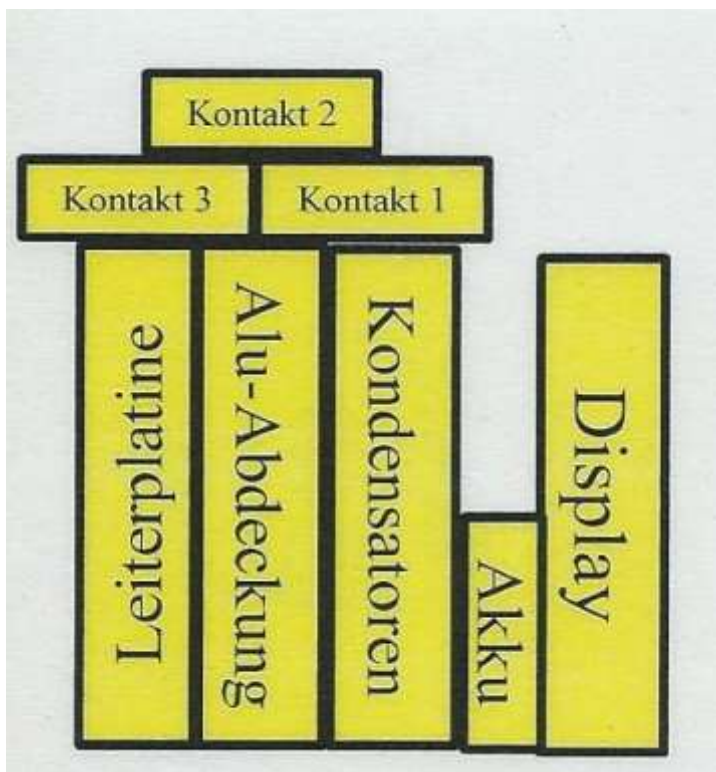 Kontakt 2
Kontakt 3
Kontakt 1
Leiterplatine
Alu-Abdeckung
Kondensatoren
Akku
Display